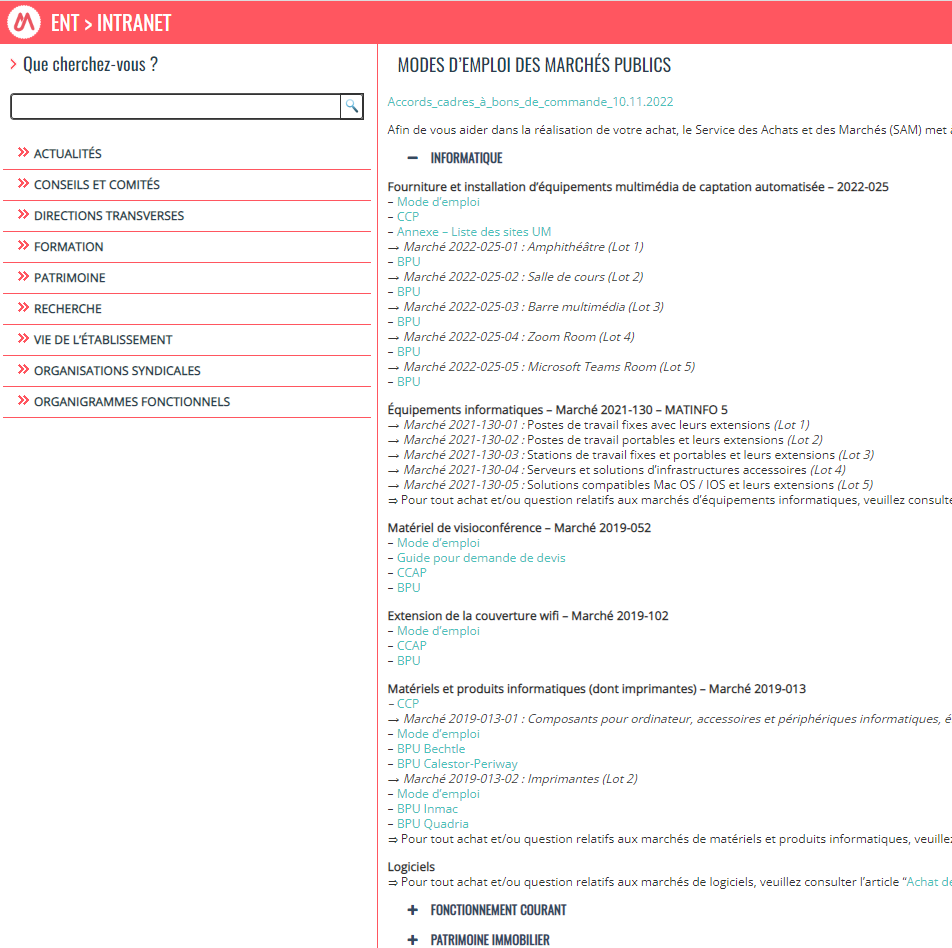 ENT > INTRANET
Que cherchez-vous ?
ACTUALITÉS
CONSEILS ET COMITÉS
DIRECTIONS TRANSVERSES
FORMATION
PATRIMOINE
RECHERCHE
VIE DE L'ÉTABLISSEMENT
ORGANISATIONS SYNDICALES
ORGANIGRAMMES FONCTIONNELS
MODES D'EMPLOI DES MARCHÉS PUBLICS
Accords_cadres_à_bons_de_commande_10.11.2022
Afin de vous aider dans la réalisation de votre achat, le Service des Achats et des Marchés (SAM) met
INFORMATIQUE
Fourniture et installation d'équipements multimédia de captation automatisée – 2022-025
– Mode d'emploi
– CCP
– Annexe – Liste des sites UM
→ Marché 2022-025-01 : Amphithéâtre (Lot 1)
– BPU
→ Marché 2022-025-02 : Salle de cours (Lot 2)
– BPU
→ Marché 2022-025-03 : Barre multimédia (Lot 3)
– BPU
→ Marché 2022-025-04 : Zoom Room (Lot 4)
– BPU
→ Marché 2022-025-05 : Microsoft Teams Room (Lot 5)
– BPU
Équipements informatiques – Marché 2021-130 – MATINFO 5
→ Marché 2021-130-01 : Postes de travail fixes avec leurs extensions (Lot 1)
→ Marché 2021-130-02 : Postes de travail portables et leurs extensions (Lot 2)
→ Marché 2021-130-03 : Stations de travail fixes et portables et leurs extensions (Lot 3)
→ Marché 2021-130-04 : Serveurs et solutions d'infrastructures accessoires (Lot 4)
→ Marché 2021-130-05 : Solutions compatibles Mac OS / IOS et leurs extensions (Lot 5)
⇒ Pour tout achat et/ou question relatifs aux marchés d'équipements informatiques, veuillez consulte
Matériel de visioconférence – Marché 2019-052
– Mode d'emploi
– Guide pour demande de devis
– CCAP
– BPU
Extension de la couverture wifi – Marché 2019-102
– Mode d'emploi
– CCAP
– BPU
Matériels et produits informatiques (dont imprimantes) – Marché 2019-013
– CCP
→ Marché 2019-013-01 : Composants pour ordinateur, accessoires et périphériques informatiques, é
– Mode d'emploi
– BPU Bechtle
– BPU Calestor-Periway
→ Marché 2019-013-02 : Imprimantes (Lot 2)
– Mode d'emploi
– BPU Inmac
– BPU Quadria
⇒ Pour tout achat et/ou question relatifs aux marchés de matériels et produits informatiques, veuille
Logiciels
⇒ Pour tout achat et/ou question relatifs aux marchés de logiciels, veuillez consulter l'article “Achat de
FONCTIONNEMENT COURANT
PATRIMOINE IMMOBILIER